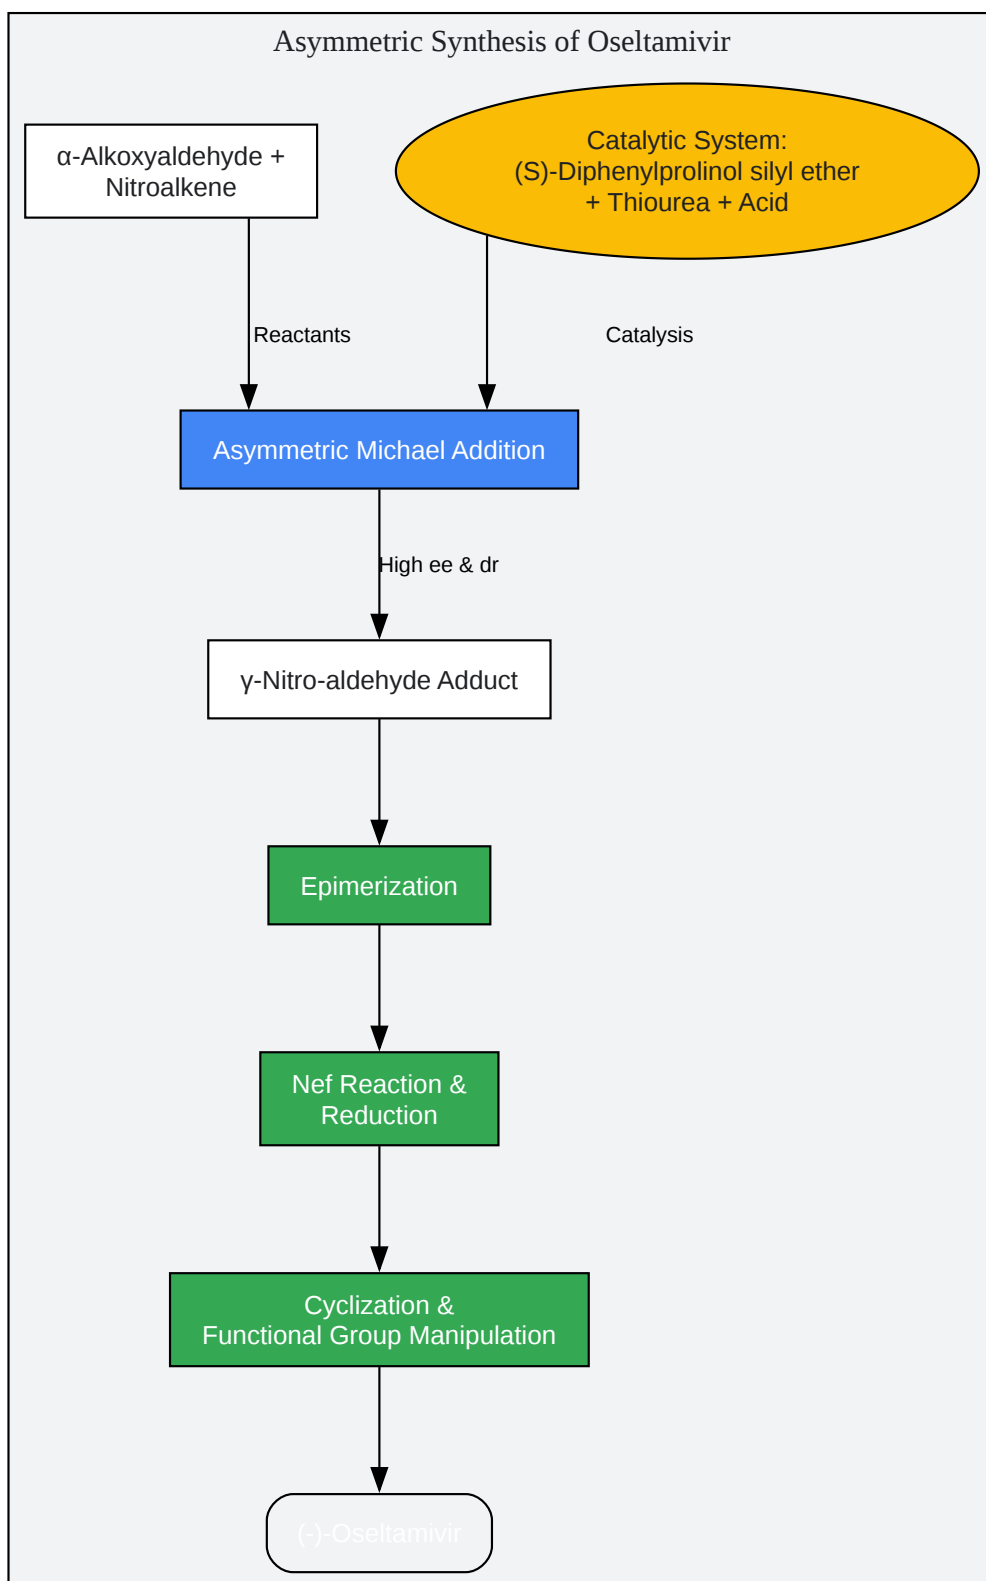 Asymmetric Synthesis of Oseltamivir
α-Alkoxyaldehyde +
Nitroalkene
Catalytic System:
(S)-Diphenylprolinol silyl ether
+ Thiourea + Acid
Reactants
Catalysis
Asymmetric Michael Addition
High ee & dr
γ-Nitro-aldehyde Adduct
Epimerization
Nef Reaction &
Reduction
Cyclization &
Functional Group Manipulation
(-)-Oseltamivir